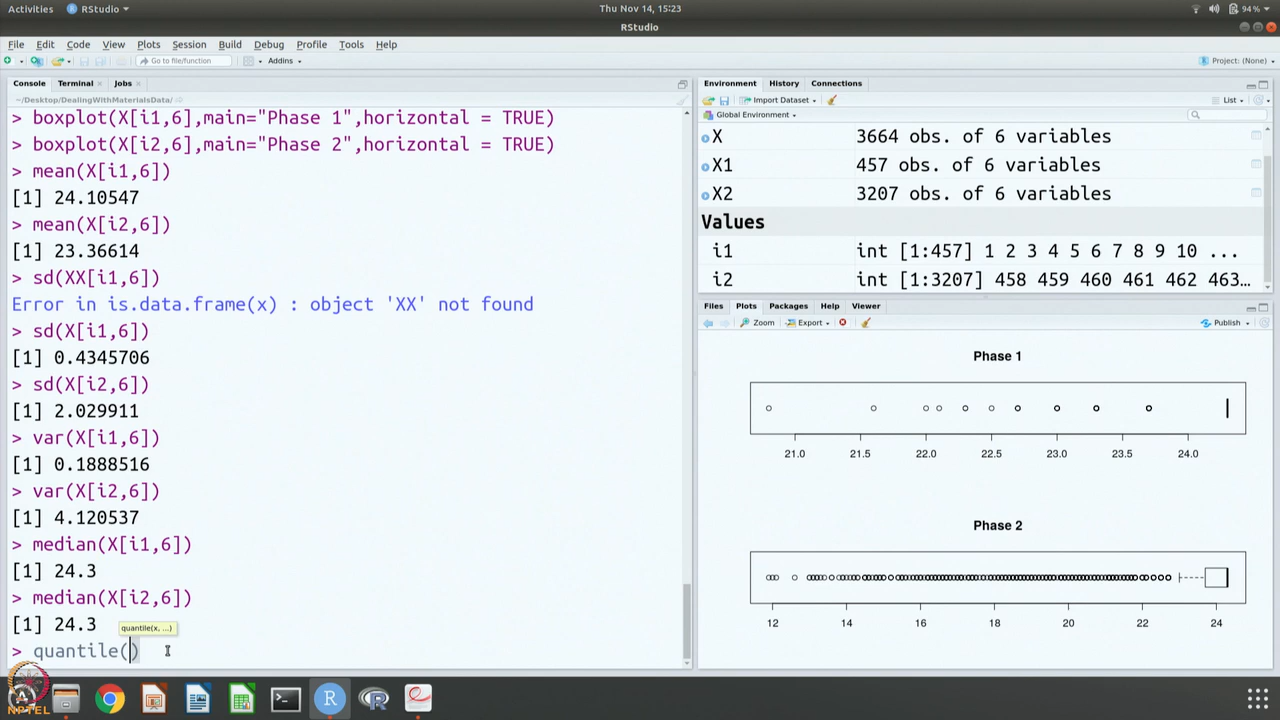 Activities RStudio Thu Nov 14, 15:23 94%
RStudio
File Edit Code View Plots Session Build Debug Profile Tools Help
Go to file/function Addins Project: (None)
Console Terminal Jobs
~/Desktop/DealingWithMaterialsData/
> boxplot(X[i1,6],main="Phase 1",horizontal = TRUE)
> boxplot(X[i2,6],main="Phase 2",horizontal = TRUE)
> mean(X[i1,6])
[1] 24.10547
> mean(X[i2,6])
[1] 23.36614
> sd(XX[i1,6])
Error in is.data.frame(x) : object 'XX' not found
> sd(X[i1,6])
[1] 0.4345706
> sd(X[i2,6])
[1] 2.029911
> var(X[i1,6])
[1] 0.1888516
> var(X[i2,6])
[1] 4.120537
> median(X[i1,6])
[1] 24.3
> median(X[i2,6])
[1] 24.3
quantile(x, ...)
> quantile()
Environment History Connections
Import Dataset List
Global Environment
X 3664 obs. of 6 variables
X1 457 obs. of 6 variables
X2 3207 obs. of 6 variables
Values
i1 int [1:457] 1 2 3 4 5 6 7 8 9 10 ...
i2 int [1:3207] 458 459 460 461 462 463...
Files Plots Packages Help Viewer
Zoom Export Publish
Phase 1
21.0 21.5 22.0 22.5 23.0 23.5 24.0
Phase 2
12 14 16 18 20 22 24
NPTEL